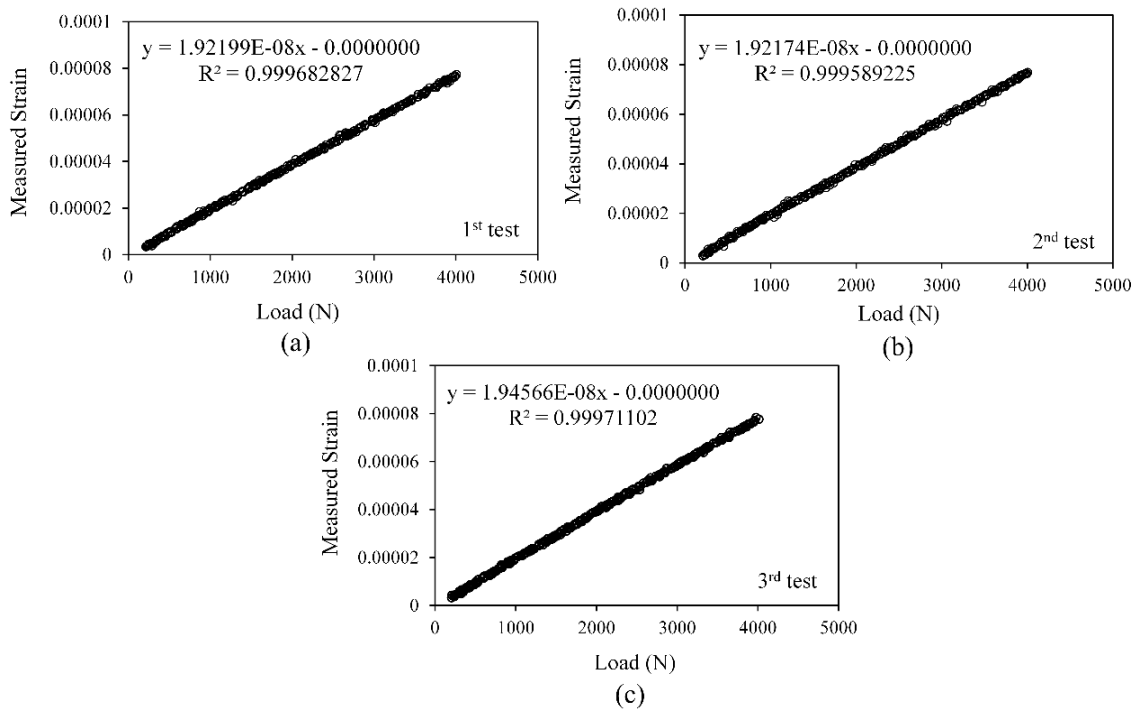 0.0001
0.00008
0.00006
0.00004
0.00002
0
Measured Strain
y = 1.92199E-08x - 0.0000000
R² = 0.999682827
1st test
0 1000 2000 3000 4000 5000
Load (N)
(a)
0.0001
0.00008
0.00006
0.00004
0.00002
0
Measured Strain
y = 1.92174E-08x - 0.0000000
R² = 0.999589225
2nd test
0 1000 2000 3000 4000 5000
Load (N)
(b)
0.0001
0.00008
0.00006
0.00004
0.00002
0
Measured Strain
y = 1.94566E-08x - 0.0000000
R² = 0.99971102
3rd test
0 1000 2000 3000 4000 5000
Load (N)
(c)